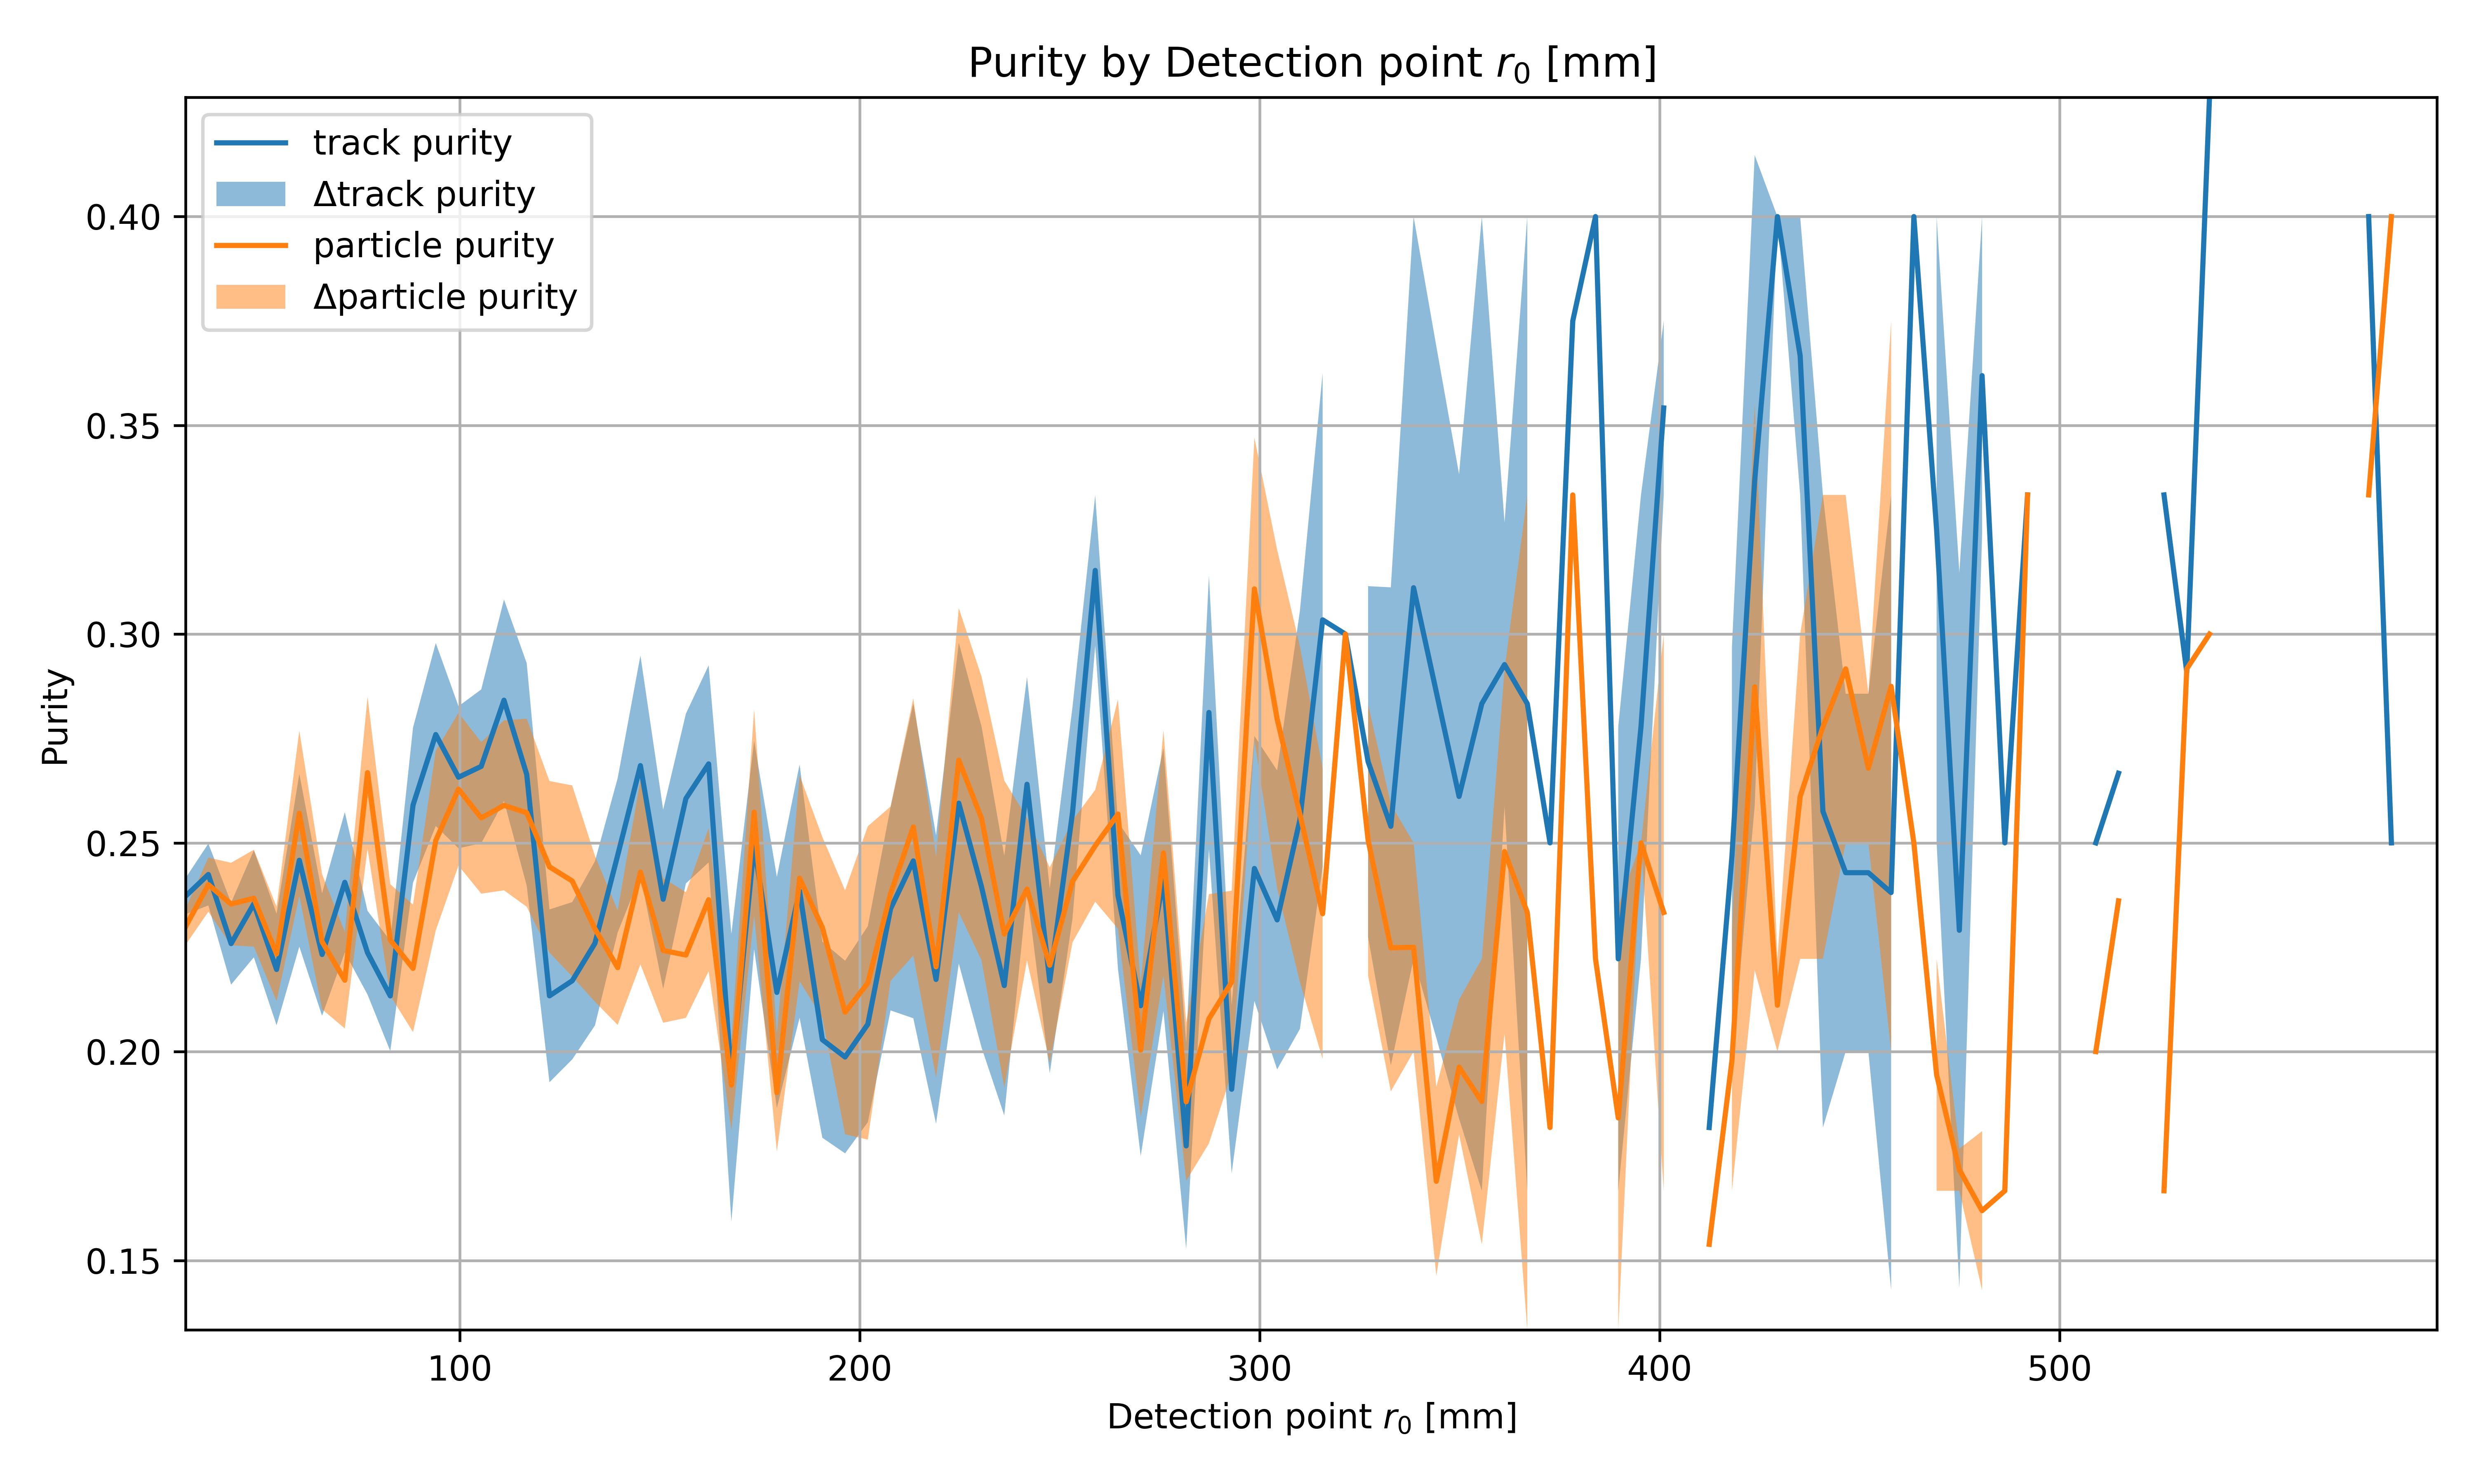 Purity by Detection point r₀ [mm]
track purity
Δtrack purity
particle purity
Δparticle purity
0.40
0.35
0.30
0.25
0.20
0.15
Purity
100 200 300 400 500
Detection point r₀ [mm]